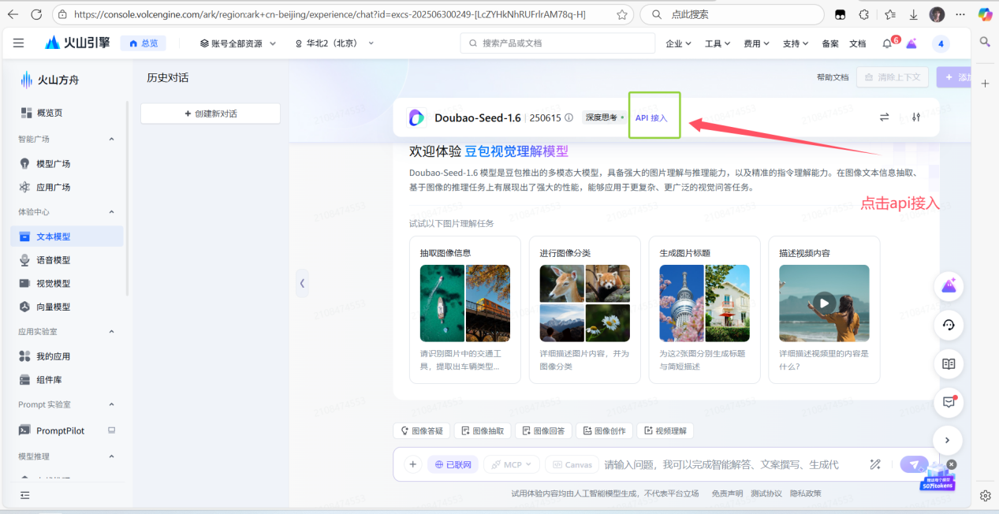 https://console.volcengine.com/ark/region:ark+cn-beijing/experience/chat?id=excs-202506300249-[LcZYHkNhRUFrlrAM78q-H]
点此搜索
火山引擎
总览
账号全部资源
华北2（北京）
搜索产品或文档
企业
工具
费用
支持
备案
文档
6
4
火山方舟
概览页
智能广场
模型广场
应用广场
体验中心
文本模型
语音模型
视觉模型
向量模型
应用实验室
我的应用
组件库
Prompt 实验室
PromptPilot
模型推理
历史对话
+ 创建新对话
帮助文档
清除上下文
+ 添加
Doubao-Seed-1.6 | 250615
深度思考
API 接入
点击api接入
欢迎体验 豆包视觉理解模型
Doubao-Seed-1.6 模型是豆包推出的多模态大模型，具备强大的图片理解与推理能力，以及精准的指令理解能力。在图像文本信息抽取、
基于图像的推理任务上有展现出了强大的性能，能够应用于更复杂、更广泛的视觉问答任务。
试试以下图片理解任务
抽取图像信息
请识别图片中的交通工
具，提取出车辆类型...
进行图像分类
详细描述图片内容，并为
图像分类
生成图片标题
为这2张图分别生成标题
与简短描述
描述视频内容
详细描述视频里的内容是
什么？
图像答疑
图像抽取
图像回答
图像创作
视频理解
已联网
MCP
Canvas
请输入问题，我可以完成智能解答、文案撰写、生成代
50万tokens
试用体验内容均由人工智能模型生成，不代表平台立场
免责声明
测试协议
隐私政策
2108474553